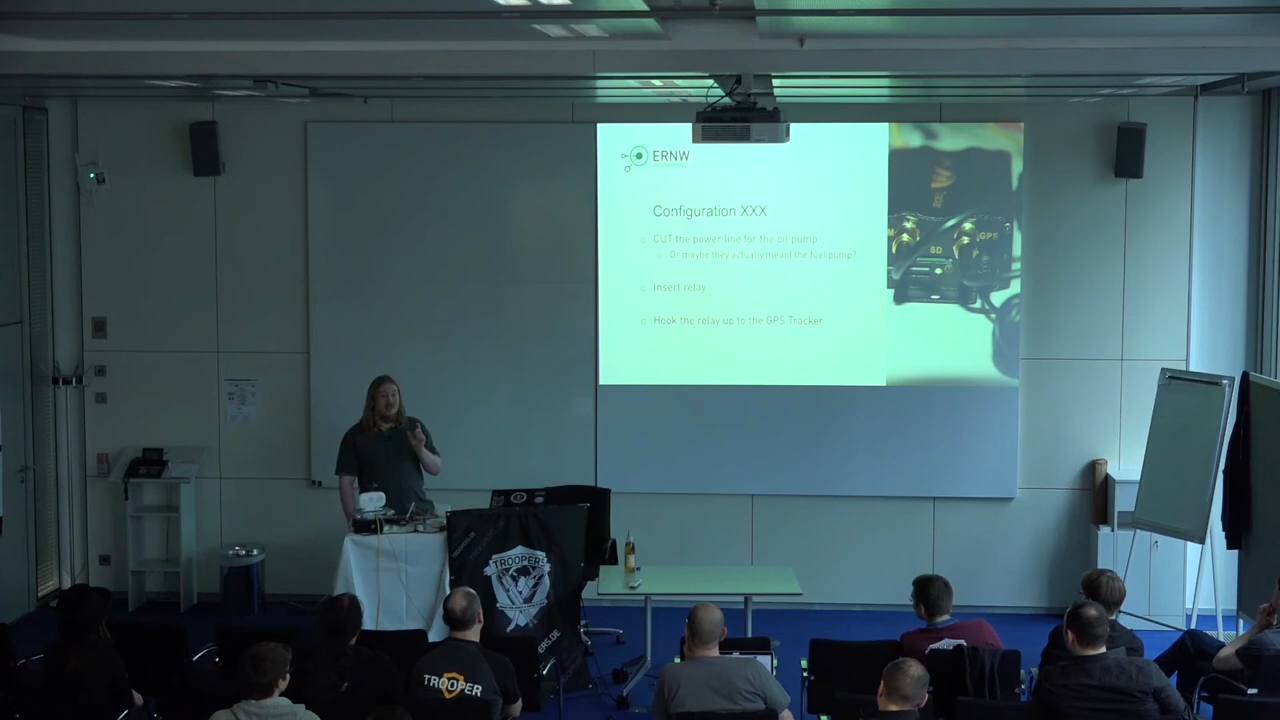 ERNW
Configuration XXX
CUT the power line for the oil pump
Or maybe they actually meant the fuel pump?
Insert relay
Hook the relay up to the GPS Tracker
SD
GPS
TROOPERS
TROOPER